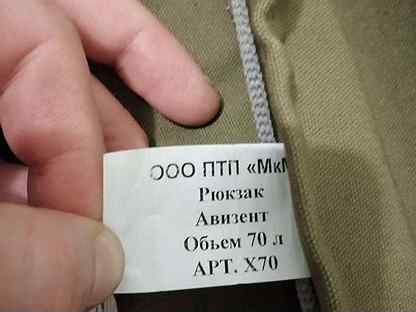 ООО ПТП «МкМ
Рюкзак
Авизент
Обьем 70 л
АРТ. Х70